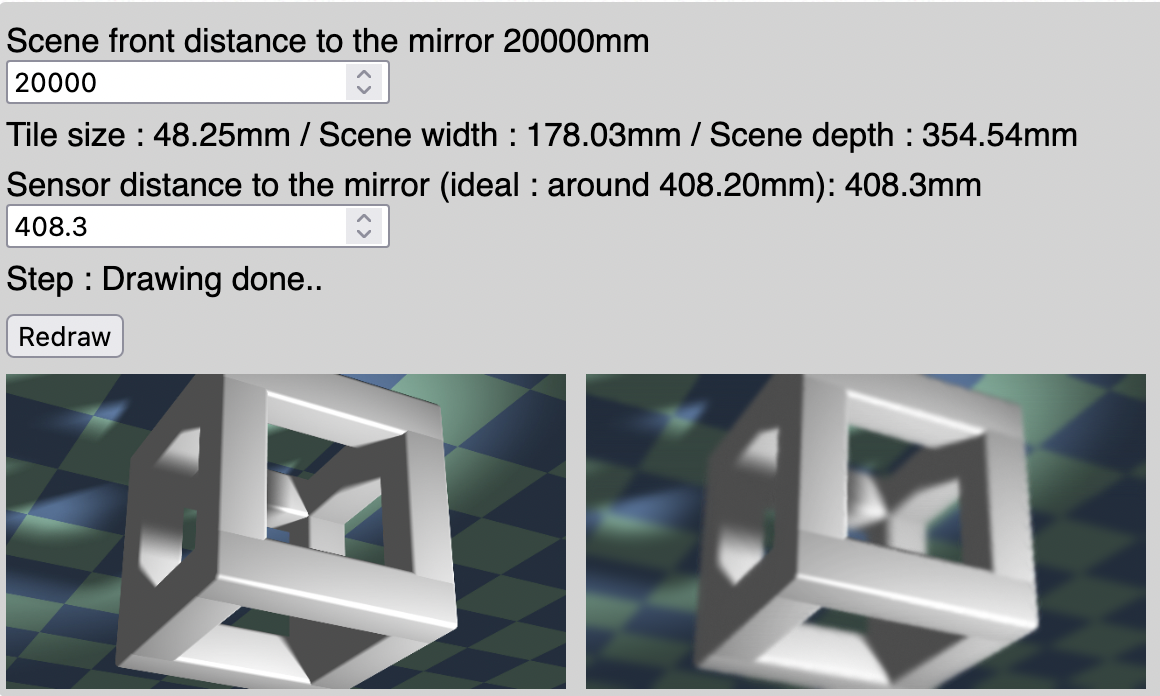 Scene front distance to the mirror 20000mm
20000
Tile size : 48.25mm / Scene width : 178.03mm / Scene depth : 354.54mm
Sensor distance to the mirror (ideal : around 408.20mm): 408.3mm
408.3
Step : Drawing done..
Redraw